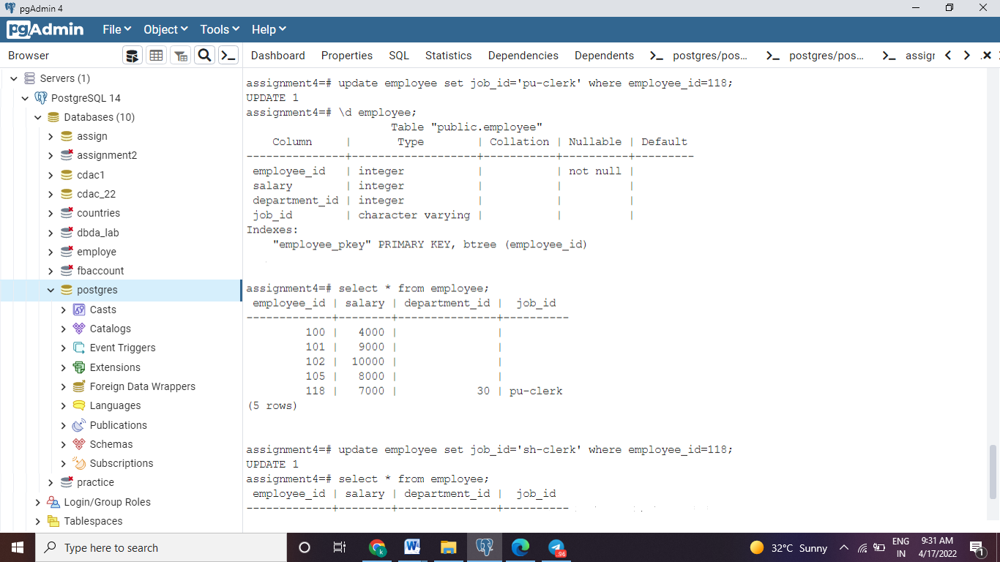 pgAdmin 4
pgAdmin File Object Tools Help
Browser
Dashboard Properties SQL Statistics Dependencies Dependents postgres/pos... postgres/pos... assigr
Servers (1)
PostgreSQL 14
Databases (10)
assign
assignment2
cdac1
cdac_22
countries
dbda_lab
employe
fbaccount
postgres
Casts
Catalogs
Event Triggers
Extensions
Foreign Data Wrappers
Languages
Publications
Schemas
Subscriptions
practice
Login/Group Roles
Tablespaces
assignment4=# update employee set job_id='pu-clerk' where employee_id=118;
UPDATE 1
assignment4=# \d employee;
Table "public.employee"
Column | Type | Collation | Nullable | Default
---------------+-------------------+-----------+----------+---------
employee_id | integer | | not null |
salary | integer | | |
department_id | integer | | |
job_id | character varying | | |
Indexes:
"employee_pkey" PRIMARY KEY, btree (employee_id)
assignment4=# select * from employee;
employee_id | salary | department_id | job_id
-------------+--------+---------------+----------
100 | 4000 | |
101 | 9000 | |
102 | 10000 | |
105 | 8000 | |
118 | 7000 | 30 | pu-clerk
(5 rows)
assignment4=# update employee set job_id='sh-clerk' where employee_id=118;
UPDATE 1
assignment4=# select * from employee;
employee_id | salary | department_id | job_id
-------------+--------+---------------+----------
Type here to search
.96
32°C Sunny
ENG
IN
9:31 AM
4/17/2022
1